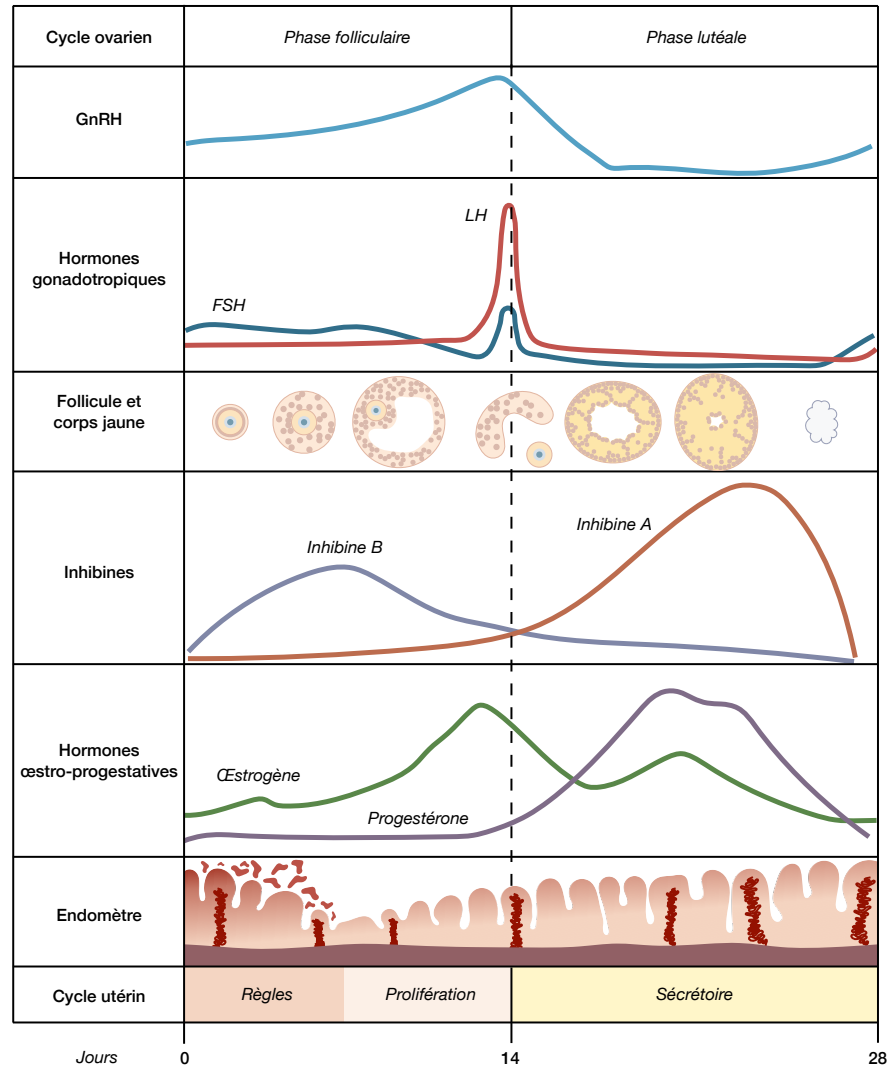 Cycle ovarien
Phase folliculaire
Phase lutéale
GnRH
Hormones
gonadotropiques
LH
FSH
Follicule et
corps jaune
Inhibines
Inhibine B
Inhibine A
Hormones
œstro-progestatives
Œstrogène
Progestérone
Endomètre
Cycle utérin
Règles
Prolifération
Sécrétoire
Jours
0
14
28